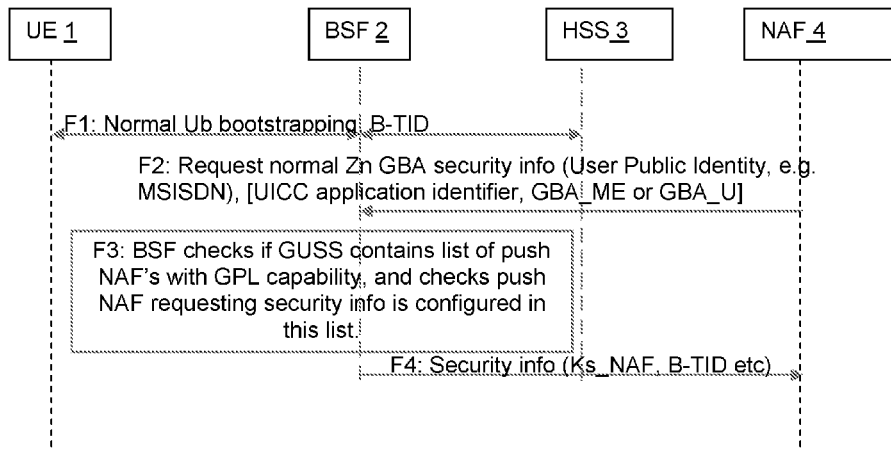 UE 1
BSF 2
HSS 3
NAF 4
F1: Normal Ub bootstrapping, B-TID
F2: Request normal Zn GBA security info (User Public Identity, e.g.
MSISDN), [UICC application identifier, GBA_ME or GBA_U]
F3: BSF checks if GUSS contains list of push
NAF's with GPL capability, and checks push
NAF requesting security info is configured in
this list.
F4: Security info (Ks_NAF, B-TID etc)